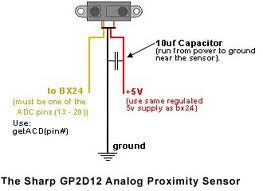 10uf Capacitor
(run from power to ground
near the sensor).
to BX24
(must be one of the
ADC pins (13 - 20))
Use:
getACD(pin#)
+5V
(use same regulated
5v supply as bx24)
ground
The Sharp GP2D12 Analog Proximity Sensor